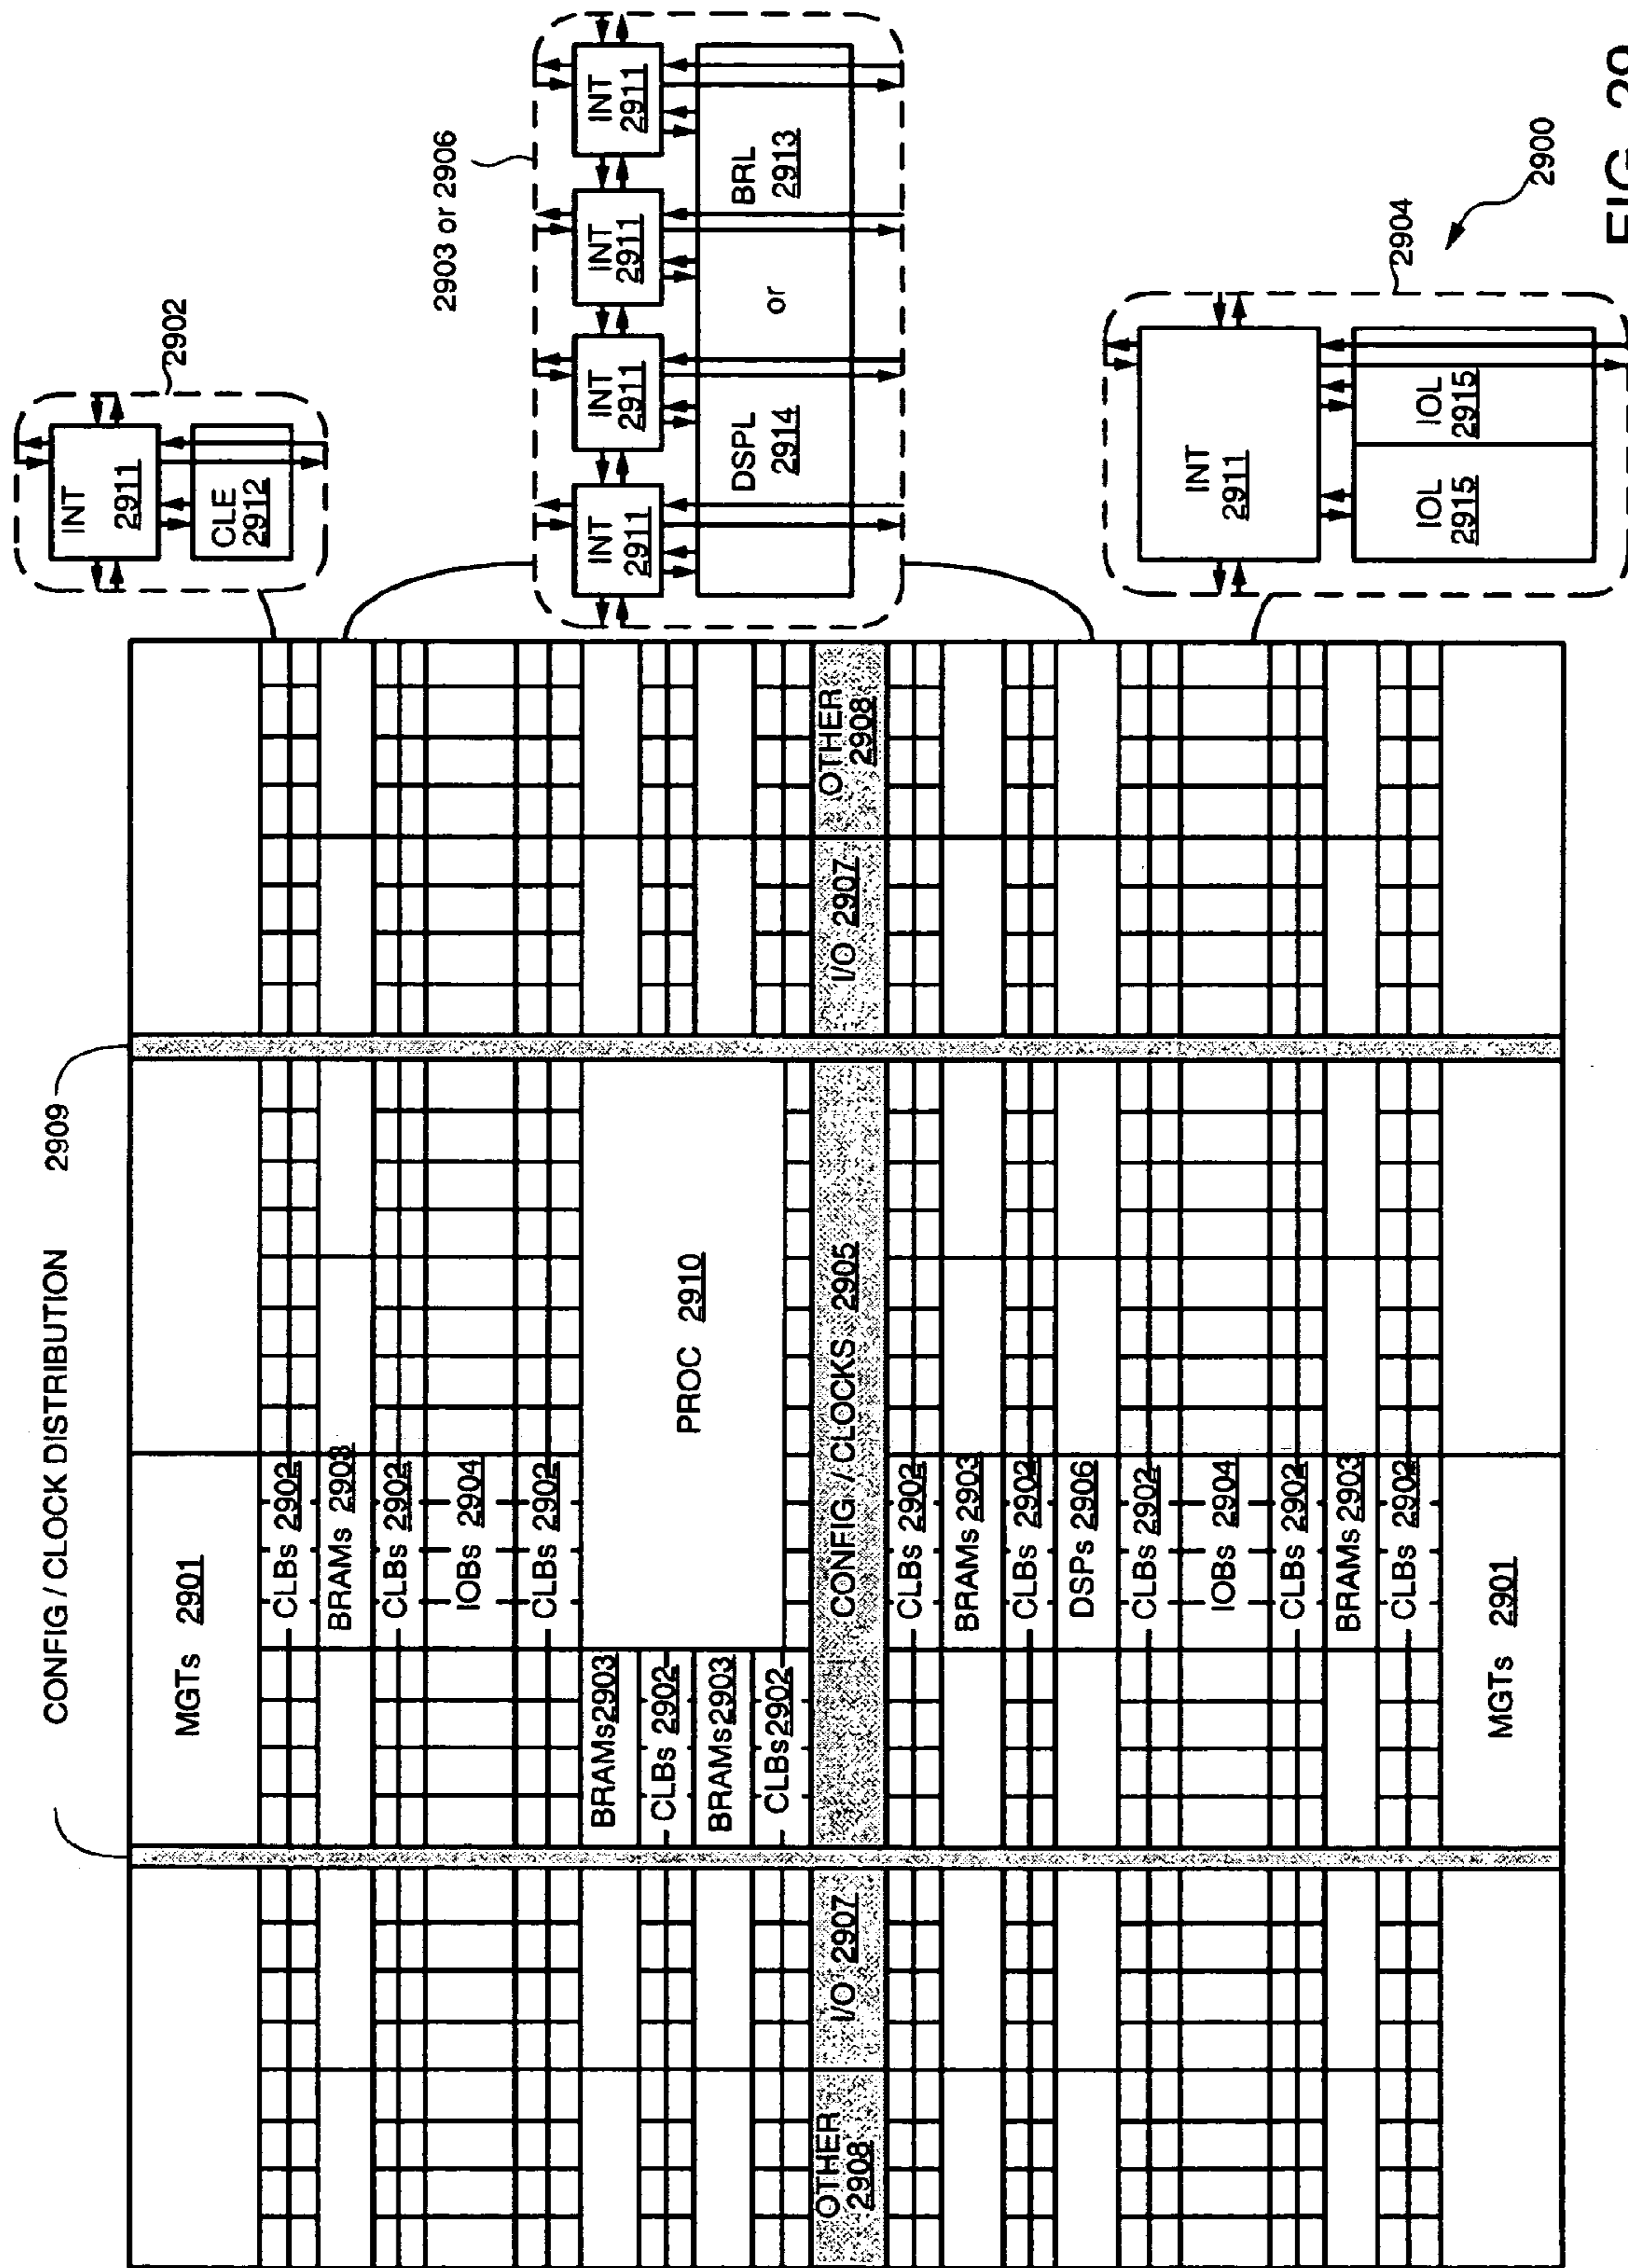 CONFIG / CLOCK DISTRIBUTION 2909
MGTs 2901
CLBs 2902
BRAMs 2903
CLBs 2902
IOBs 2904
CLBs 2902
BRAMs 2903
CLBs 2902
BRAMs 2903
CLBs 2902
PROC 2910
OTHER
2908
I/O 2907
CONFIG / CLOCKS 2905
I/O 2907
OTHER
2908
CLBs 2902
BRAMs 2903
CLBs 2902
DSPs 2906
CLBs 2902
IOBs 2904
CLBs 2902
BRAMs 2903
CLBs 2902
MGTs 2901
2902
INT
2911
CLE
2912
2903 or 2906
INT
2911
INT
2911
INT
2911
INT
2911
DSPL
2914
or
BRL
2913
2904
INT
2911
IOL
2915
IOL
2915
2900
FIG. 29